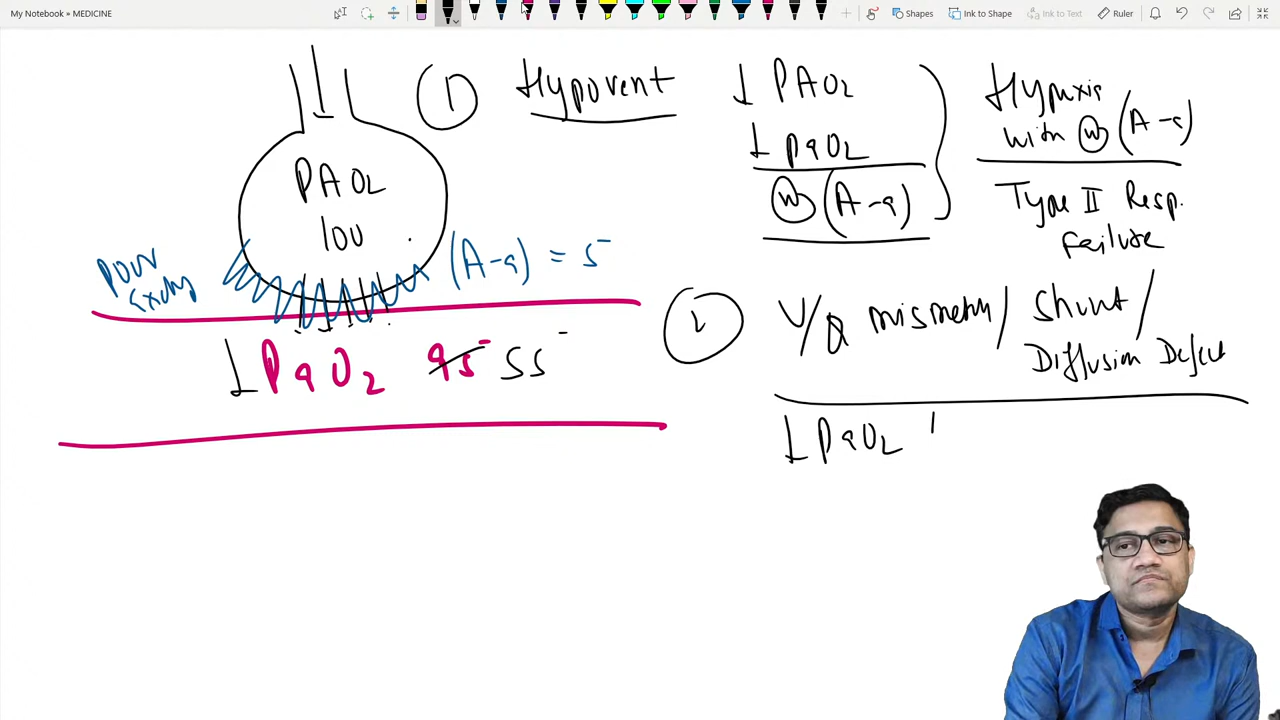 My Notebook » MEDICINE
Shapes
Ink to Shape
Ink to Text
Ruler
PAO2
100
(A-a) = 5
poor
↓ PaO2 95 55
① Hypovent
↓ PAO2
↓ PaO2
Ⓝ (A-a)
Hypoxia
with Ⓝ (A-a)
Type II Resp.
failure
②
V/Q mismatch / Shunt /
Diffusion Defect
↓ PaO2